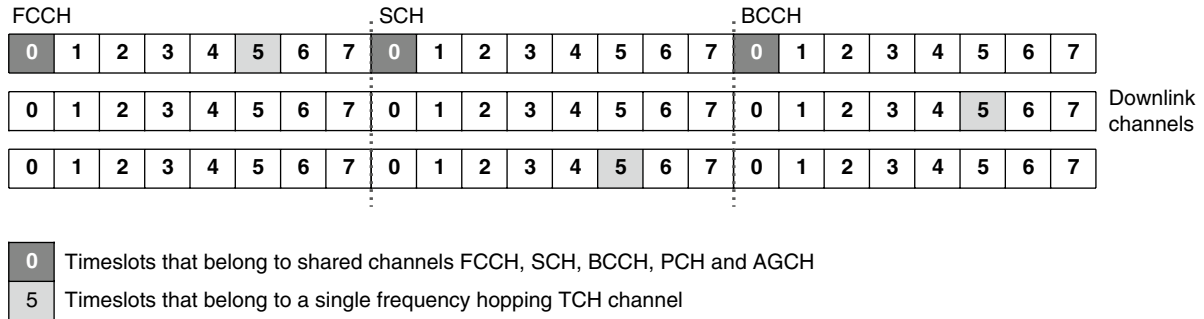 FCCH SCH BCCH
0 1 2 3 4 5 6 7 0 1 2 3 4 5 6 7 0 1 2 3 4 5 6 7
0 1 2 3 4 5 6 7 0 1 2 3 4 5 6 7 0 1 2 3 4 5 6 7
Downlink
channels
0 1 2 3 4 5 6 7 0 1 2 3 4 5 6 7 0 1 2 3 4 5 6 7
0 Timeslots that belong to shared channels FCCH, SCH, BCCH, PCH and AGCH
5 Timeslots that belong to a single frequency hopping TCH channel